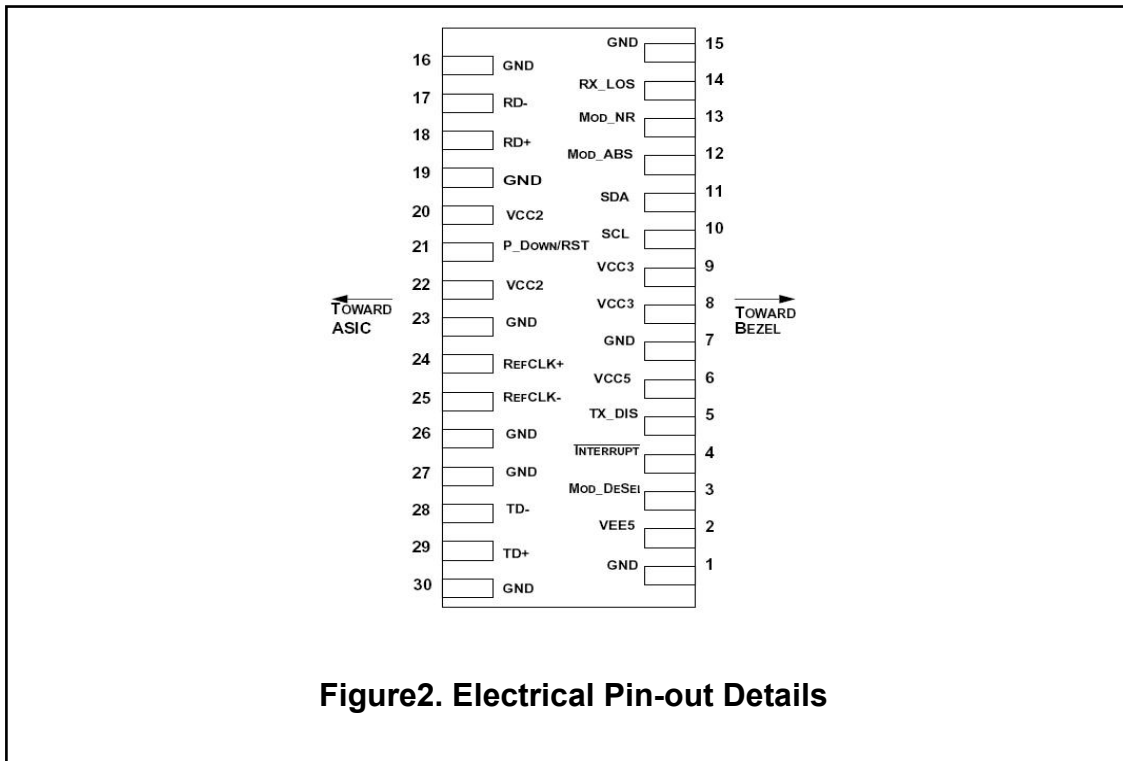 GND 15
16 GND
RX_LOS 14
17 RD-
MOD_NR 13
18 RD+
MOD_ABS 12
19 GND
SDA 11
20 VCC2
SCL 10
21 P_DOWN/RST
VCC3 9
22 VCC2
VCC3 8
TOWARD ASIC
TOWARD BEZEL
23 GND
GND 7
24 REFCLK+
VCC5 6
25 REFCLK-
TX_DIS 5
26 GND
INTERRUPT 4
27 GND
MOD_DESEL 3
28 TD-
VEE5 2
29 TD+
GND 1
30 GND
Figure2. Electrical Pin-out Details